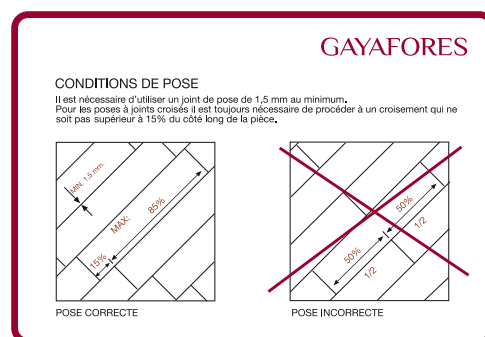 GAYAFORES
CONDITIONS DE POSE
Il est nécessaire d'utiliser un joint de pose de 1,5 mm au minimum.
Pour les poses à joints croisés il est toujours nécessaire de procéder à un croisement qui ne
soit pas supérieur à 15% du côté long de la pièce.
MIN. 1,5 mm.
MAX:
85%
15%
50%
1/2
50%
1/2
POSE CORRECTE
POSE INCORRECTE